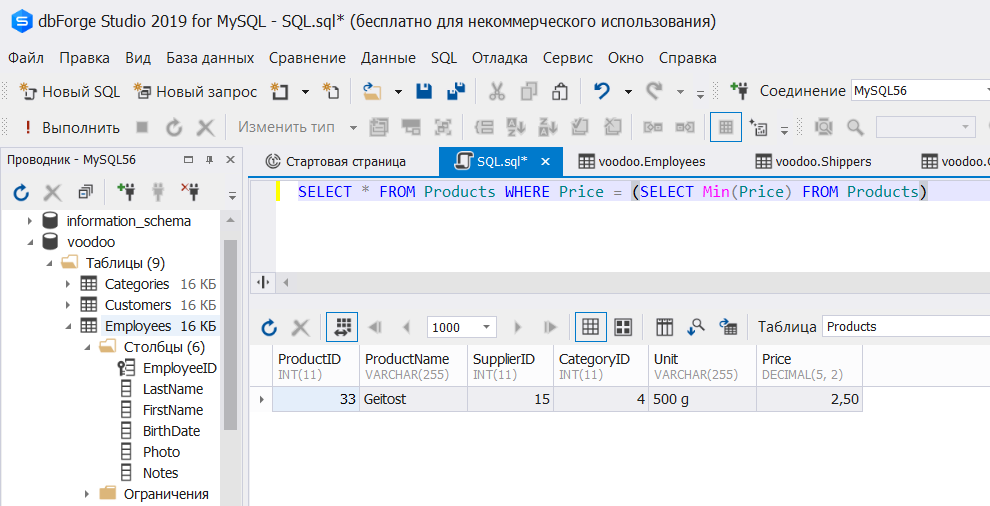 dbForge Studio 2019 for MySQL - SQL.sql* (бесплатно для некоммерческого использования)
Файл Правка Вид База данных Сравнение Данные SQL Отладка Сервис Окно Справка
Новый SQL Новый запрос Соединение MySQL56
! Выполнить Изменить тип
Проводник - MySQL56
Стартовая страница SQL.sql* voodoo.Employees voodoo.Shippers voodoo.
SELECT * FROM Products WHERE Price = (SELECT Min(Price) FROM Products)
information_schema
voodoo
Таблицы (9)
Categories 16 КБ
Customers 16 КБ
Employees 16 КБ
Столбцы (6)
EmployeeID
LastName
FirstName
BirthDate
Photo
Notes
Ограничения
1000 Таблица Products
ProductID ProductName SupplierID CategoryID Unit Price
INT(11) VARCHAR(255) INT(11) INT(11) VARCHAR(255) DECIMAL(5, 2)
33 Geitost 15 4 500 g 2,50